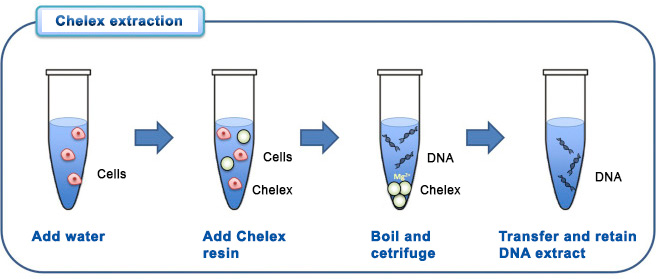 Chelex extraction
Cells
Add water
Cells
Chelex
Add Chelex
resin
DNA
Mg²⁺
Chelex
Boil and
cetrifuge
DNA
Transfer and retain
DNA extract